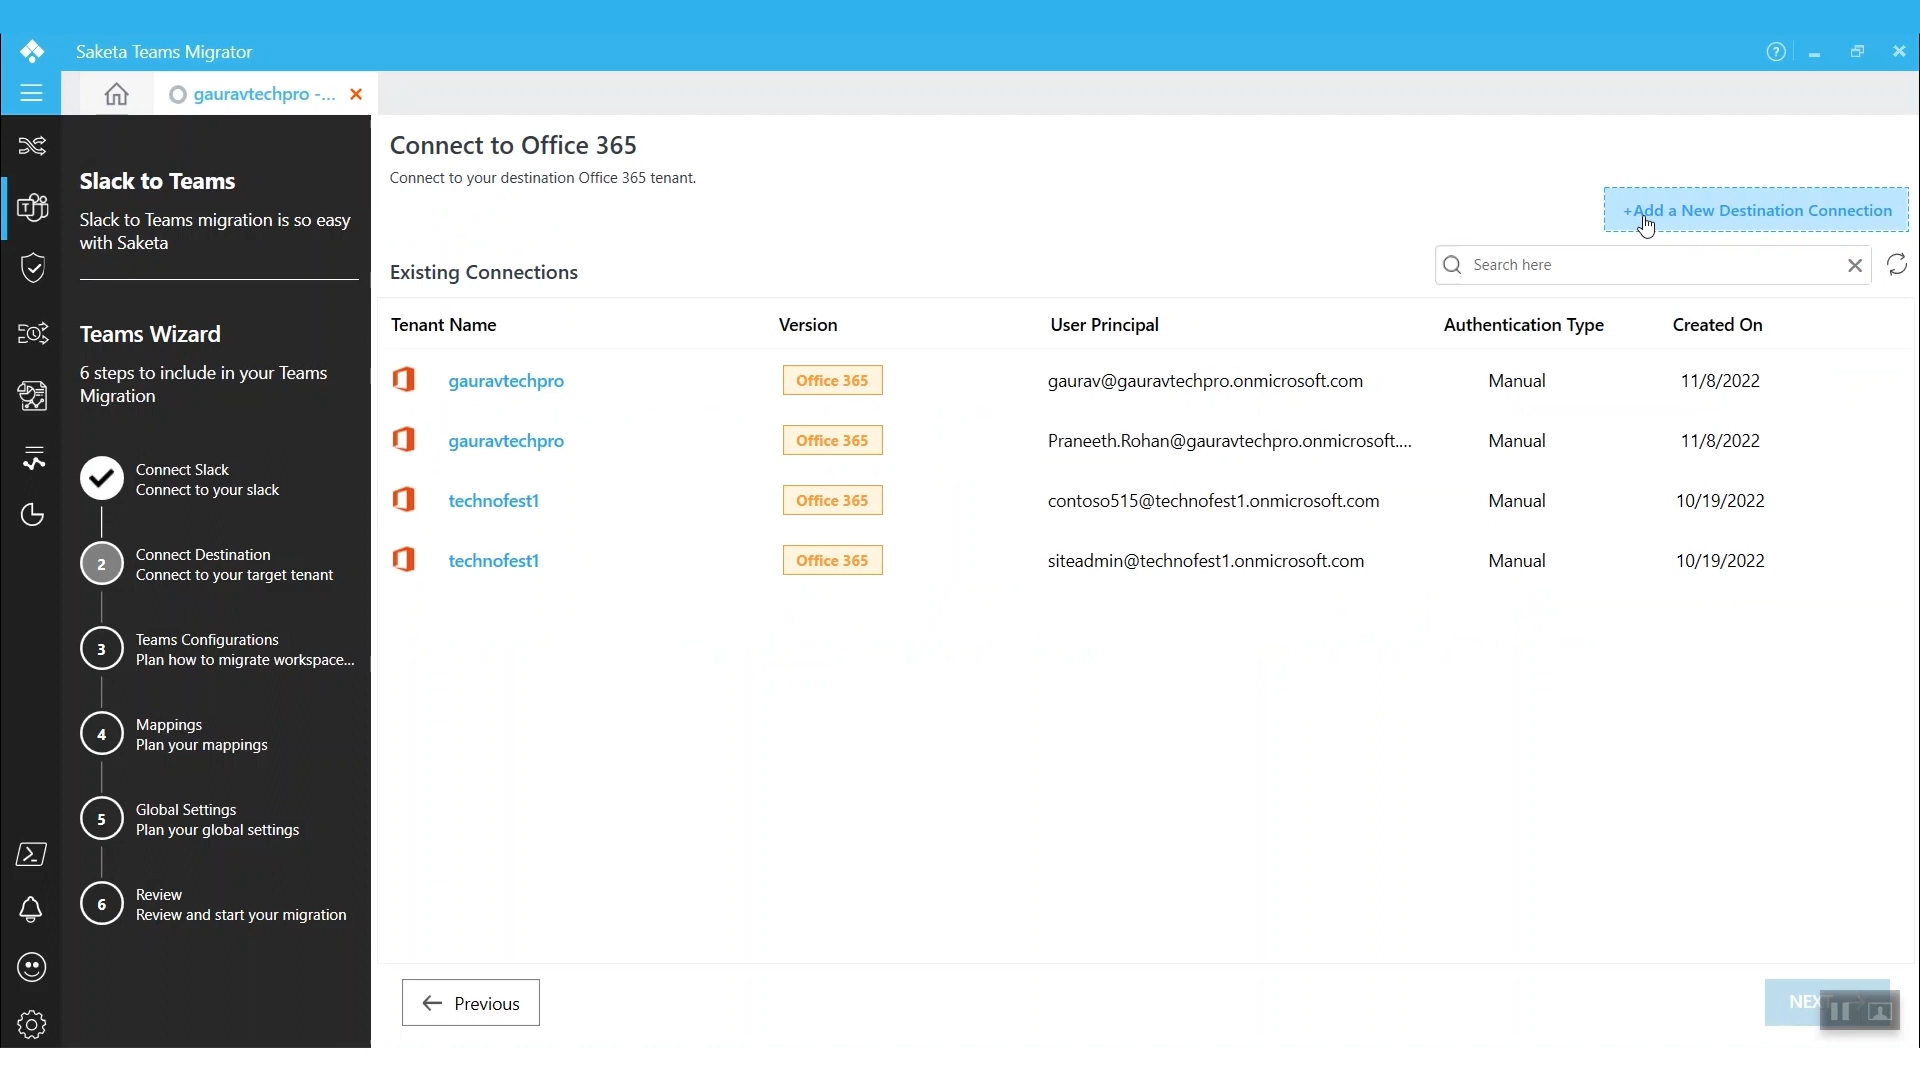 Saketa Teams Migrator
gauravtechpro -...
Slack to Teams
Slack to Teams migration is so easy
with Saketa
Teams Wizard
6 steps to include in your Teams
Migration
Connect Slack
Connect to your slack
2
Connect Destination
Connect to your target tenant
3
Teams Configurations
Plan how to migrate workspace...
4
Mappings
Plan your mappings
5
Global Settings
Plan your global settings
6
Review
Review and start your migration
Connect to Office 365
Connect to your destination Office 365 tenant.
+Add a New Destination Connection
Existing Connections
Search here
Tenant Name Version User Principal Authentication Type Created On
gauravtechpro Office 365 gaurav@gauravtechpro.onmicrosoft.com Manual 11/8/2022
gauravtechpro Office 365 Praneeth.Rohan@gauravtechpro.onmicrosoft.... Manual 11/8/2022
technofest1 Office 365 contoso515@technofest1.onmicrosoft.com Manual 10/19/2022
technofest1 Office 365 siteadmin@technofest1.onmicrosoft.com Manual 10/19/2022
Previous